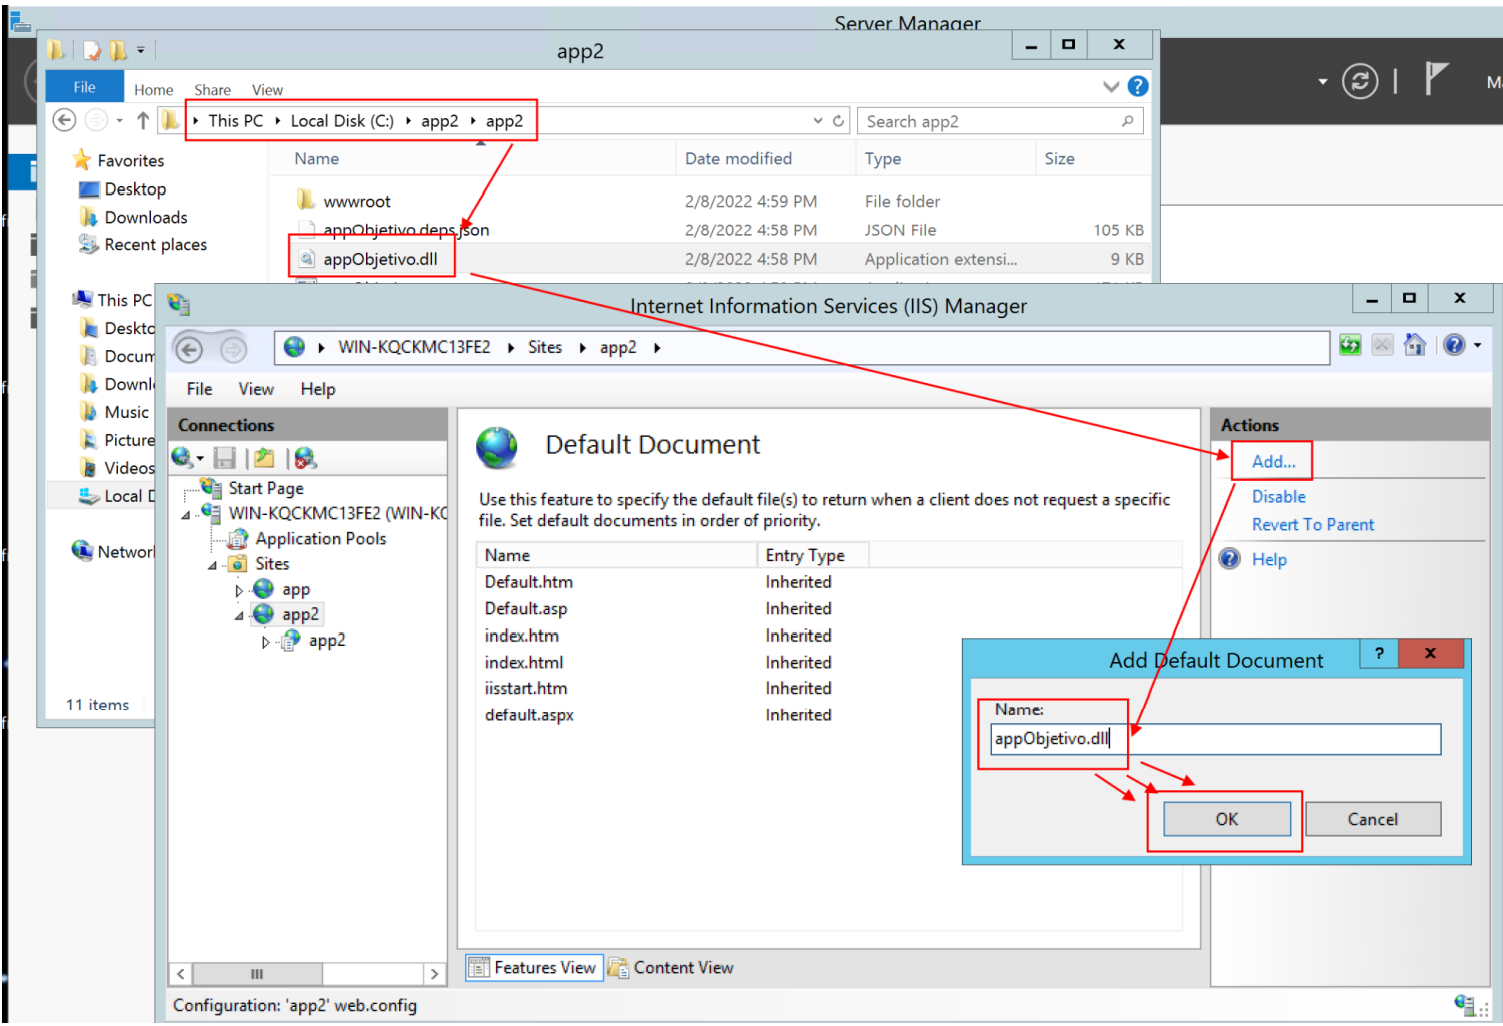 Server Manager
app2
File Home Share View
This PC Local Disk (C:) app2 app2
Search app2
Name Date modified Type Size
Favorites
Desktop
Downloads
Recent places
wwwroot 2/8/2022 4:59 PM File folder
appObjetivo.deps.json 2/8/2022 4:58 PM JSON File 105 KB
appObjetivo.dll 2/8/2022 4:58 PM Application extensi... 9 KB
This PC
Deskto
Docum
Downl
Music
Picture
Videos
Local D
Networ
11 items
Internet Information Services (IIS) Manager
WIN-KQCKMC13FE2 Sites app2
File View Help
Connections
Start Page
WIN-KQCKMC13FE2 (WIN-KC
Application Pools
Sites
app
app2
app2
Default Document
Use this feature to specify the default file(s) to return when a client does not request a specific
file. Set default documents in order of priority.
Name Entry Type
Default.htm Inherited
Default.asp Inherited
index.htm Inherited
index.html Inherited
iisstart.htm Inherited
default.aspx Inherited
Actions
Add...
Disable
Revert To Parent
Help
Add Default Document
Name:
appObjetivo.dll
OK Cancel
Features View Content View
Configuration: 'app2' web.config